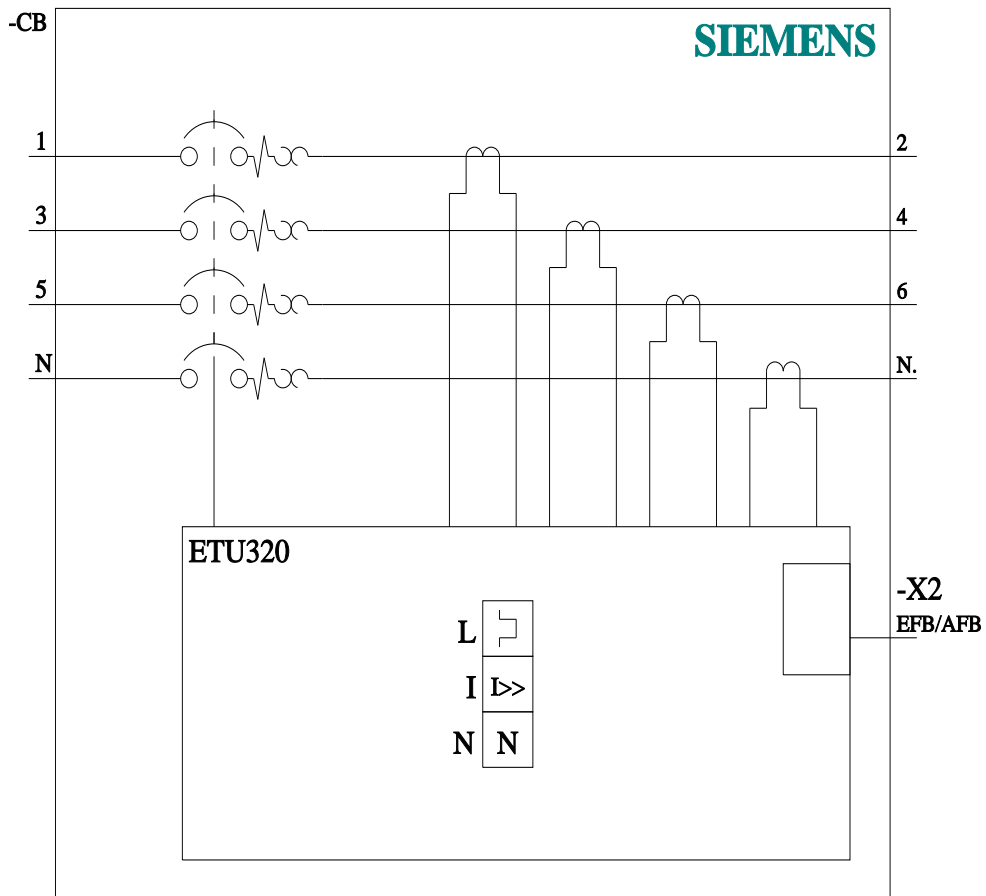 -CB
SIEMENS
1
2
3
4
5
6
N
N.
ETU320
-X2
EFB/AFB
L
I I>>
N N